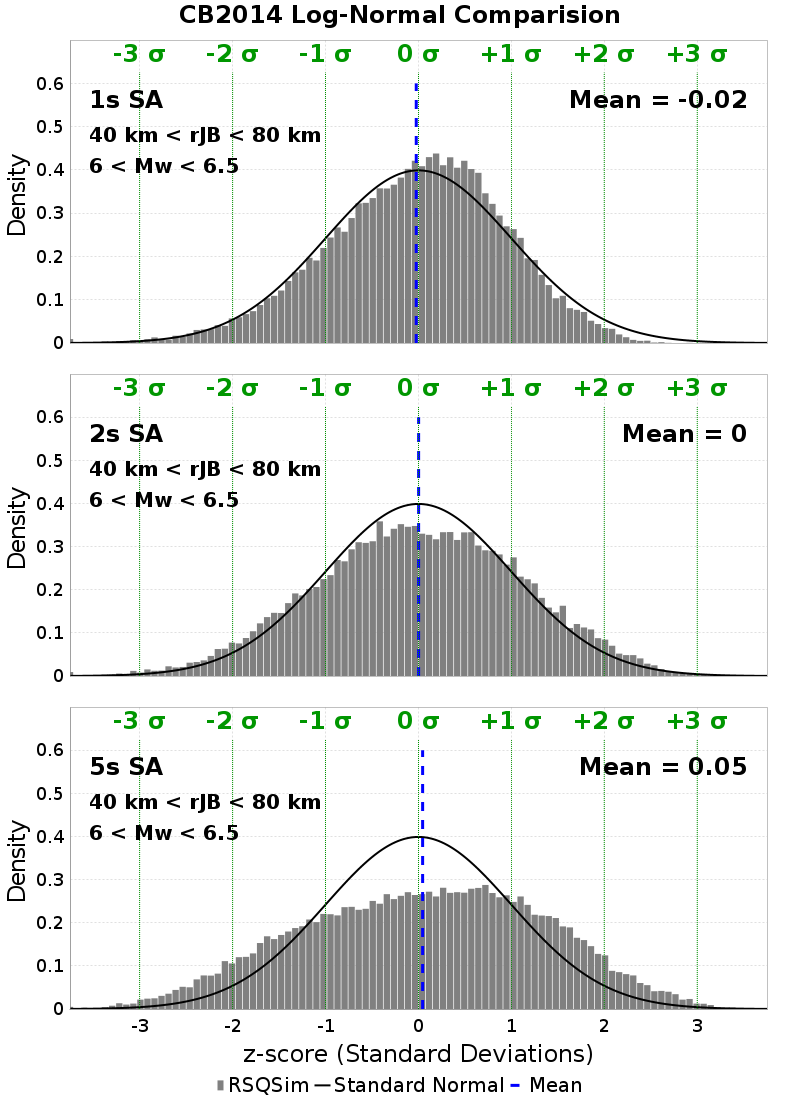 CB2014 Log-Normal Comparision
-3 σ -2 σ -1 σ 0 σ +1 σ +2 σ +3 σ
1s SA
Mean = -0.02
40 km < rJB < 80 km
6 < Mw < 6.5
0.6
0.5
0.4
0.3
0.2
0.1
0
Density
-3 σ -2 σ -1 σ 0 σ +1 σ +2 σ +3 σ
2s SA
Mean = 0
40 km < rJB < 80 km
6 < Mw < 6.5
0.6
0.5
0.4
0.3
0.2
0.1
0
Density
-3 σ -2 σ -1 σ 0 σ +1 σ +2 σ +3 σ
5s SA
Mean = 0.05
40 km < rJB < 80 km
6 < Mw < 6.5
0.6
0.5
0.4
0.3
0.2
0.1
0
Density
-3 -2 -1 0 1 2 3
z-score (Standard Deviations)
RSQSim Standard Normal Mean